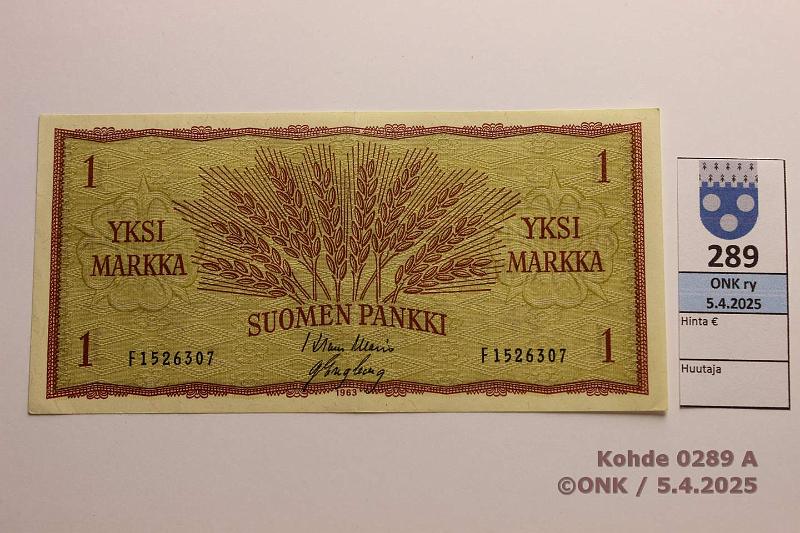 1
1
YKSI
MARKKA
YKSI
MARKKA
SUOMEN PANKKI
1
F1526307
F1526307
1
1963
289
ONK ry
5.4.2025
Hinta €
Huutaja
Kohde 0289 A
©ONK / 5.4.2025